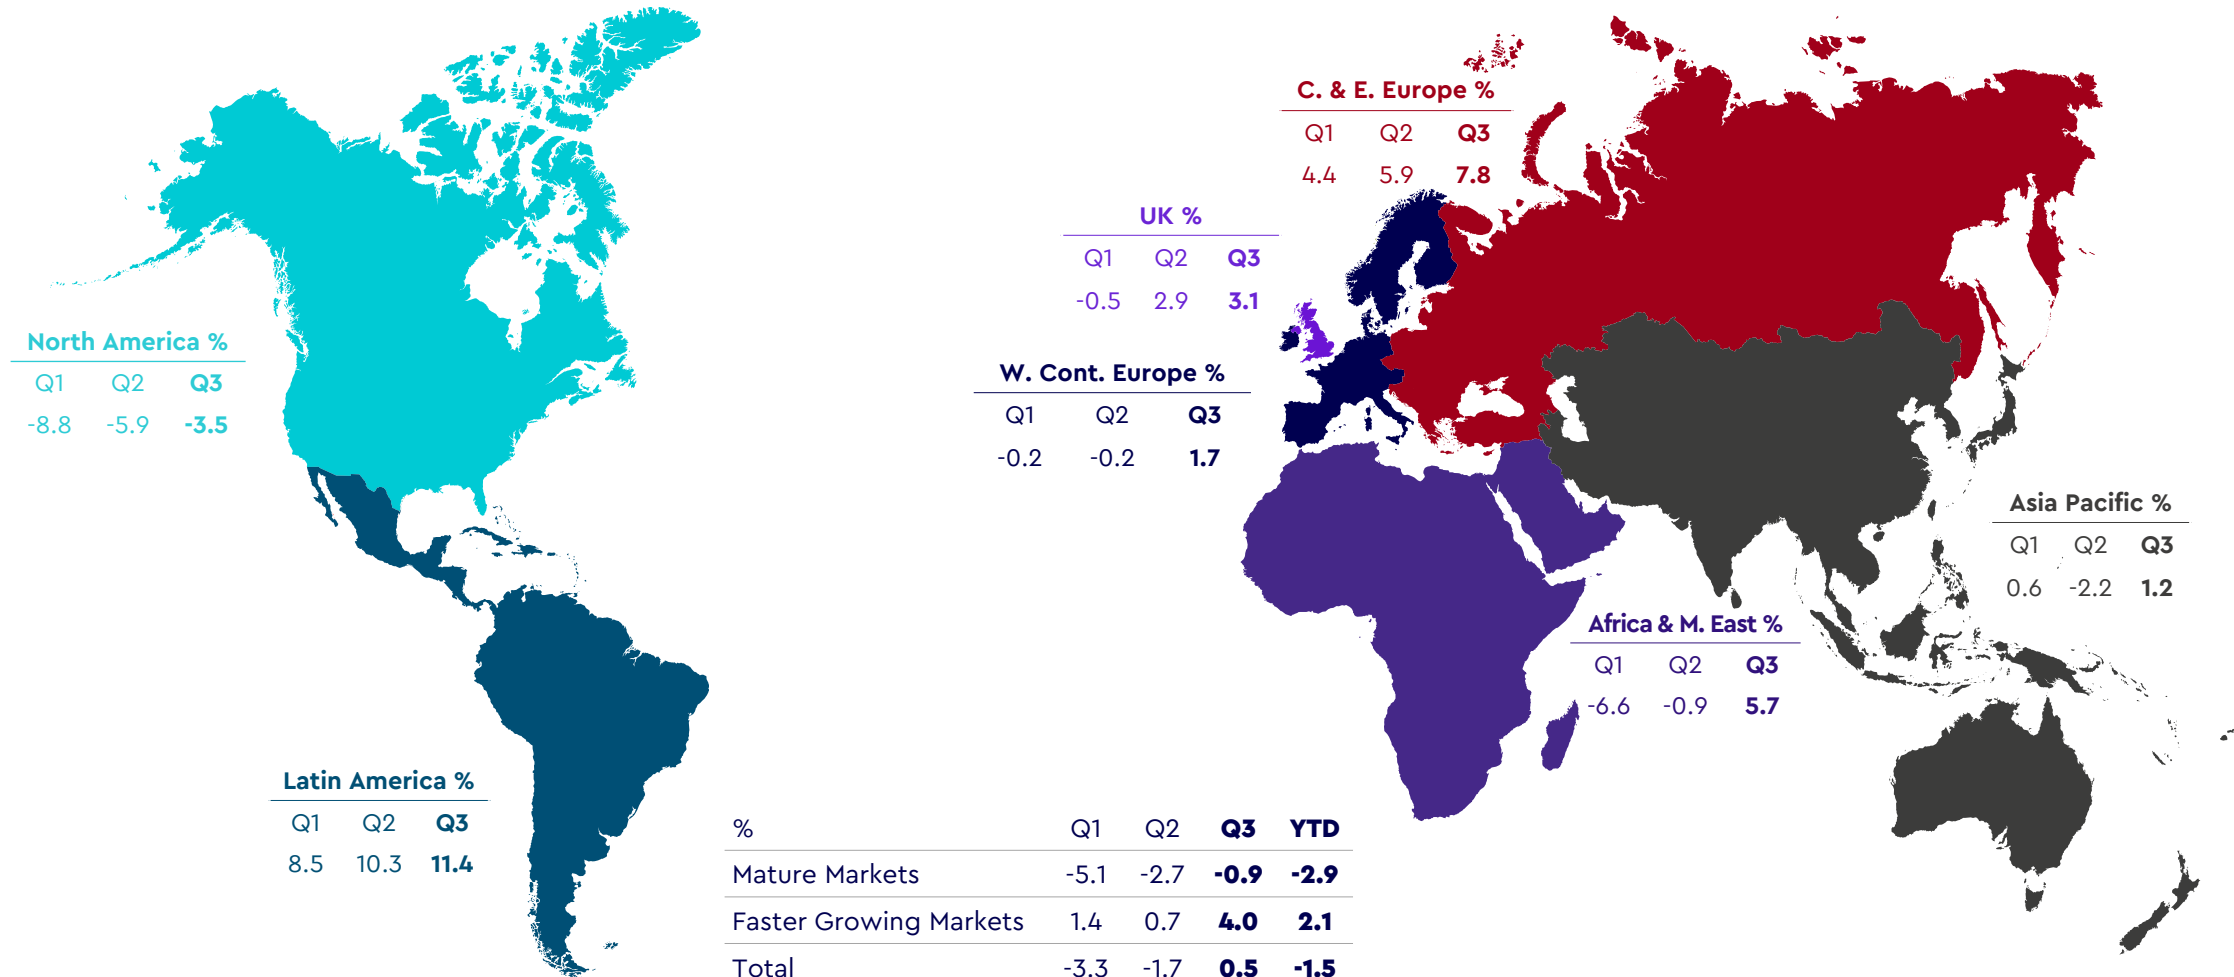 C. & E. Europe %
Q1 Q2 Q3
4.4 5.9 7.8
UK %
Q1 Q2 Q3
-0.5 2.9 3.1
North America %
Q1 Q2 Q3
-8.8 -5.9 -3.5
W. Cont. Europe %
Q1 Q2 Q3
-0.2 -0.2 1.7
Asia Pacific %
Q1 Q2 Q3
0.6 -2.2 1.2
Africa & M. East %
Q1 Q2 Q3
-6.6 -0.9 5.7
Latin America %
Q1 Q2 Q3
8.5 10.3 11.4
% Q1 Q2 Q3 YTD
Mature Markets -5.1 -2.7 -0.9 -2.9
Faster Growing Markets 1.4 0.7 4.0 2.1
Total -3.3 -1.7 0.5 -1.5